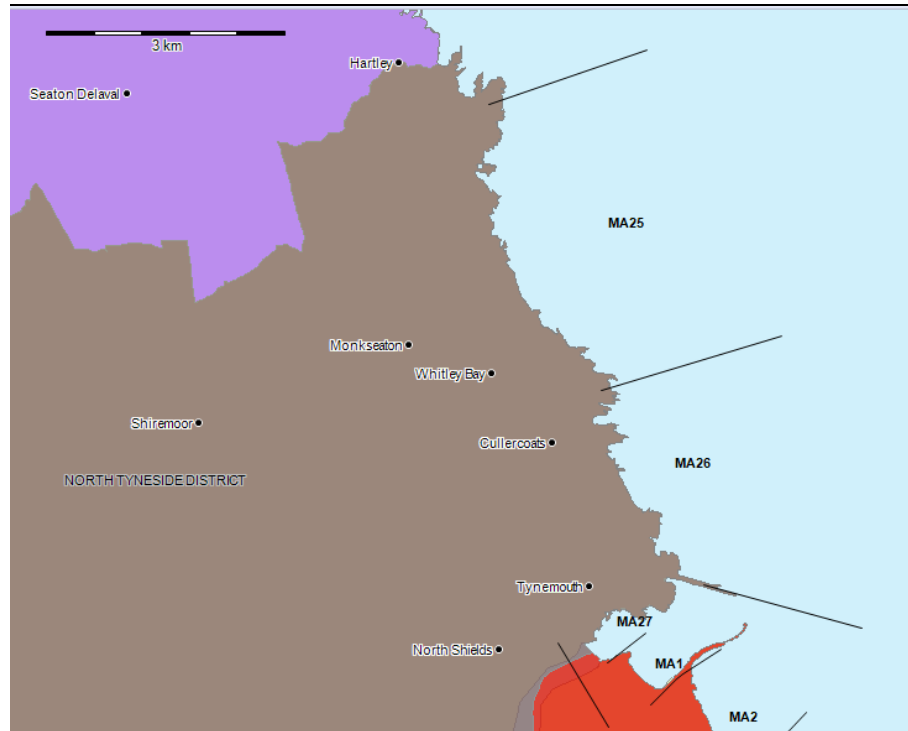 3 km
Hartley
Seaton Delaval
MA25
Monkseaton
Whitley Bay
Shiremoor
Cullercoats
MA26
NORTH TYNESIDE DISTRICT
Tynemouth
MA27
North Shields
MA1
MA2